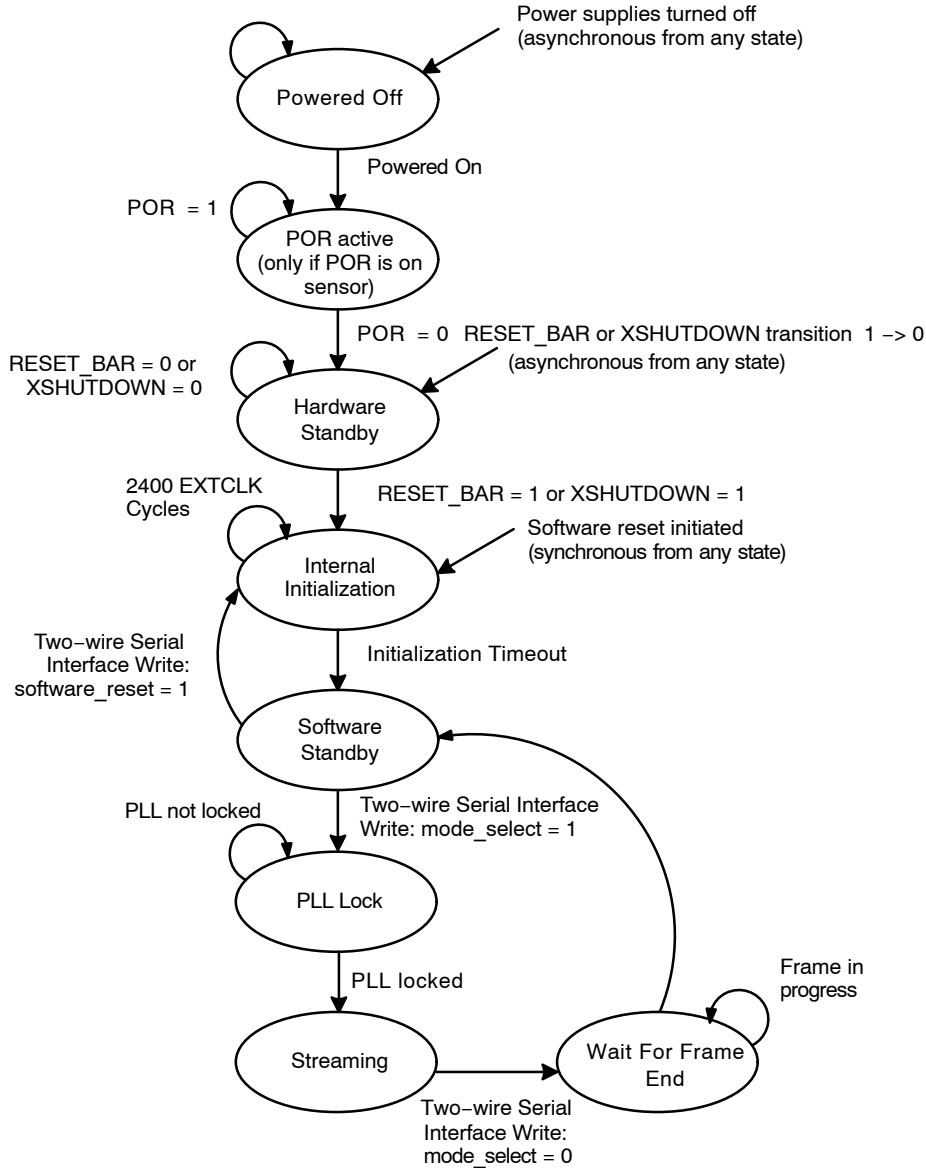 Power supplies turned off
(asynchronous from any state)
Powered Off
Powered On
POR = 1
POR active
(only if POR is on
sensor)
POR = 0
RESET_BAR or XSHUTDOWN transition 1 −> 0
(asynchronous from any state)
RESET_BAR = 0 or
XSHUTDOWN = 0
Hardware
Standby
2400 EXTCLK
Cycles
RESET_BAR = 1 or XSHUTDOWN = 1
Software reset initiated
(synchronous from any state)
Internal
Initialization
Two−wire Serial
Interface Write:
software_reset = 1
Initialization Timeout
Software
Standby
PLL not locked
Two−wire Serial Interface
Write: mode_select = 1
PLL Lock
PLL locked
Frame in
progress
Streaming
Wait For Frame
End
Two−wire Serial
Interface Write:
mode_select = 0